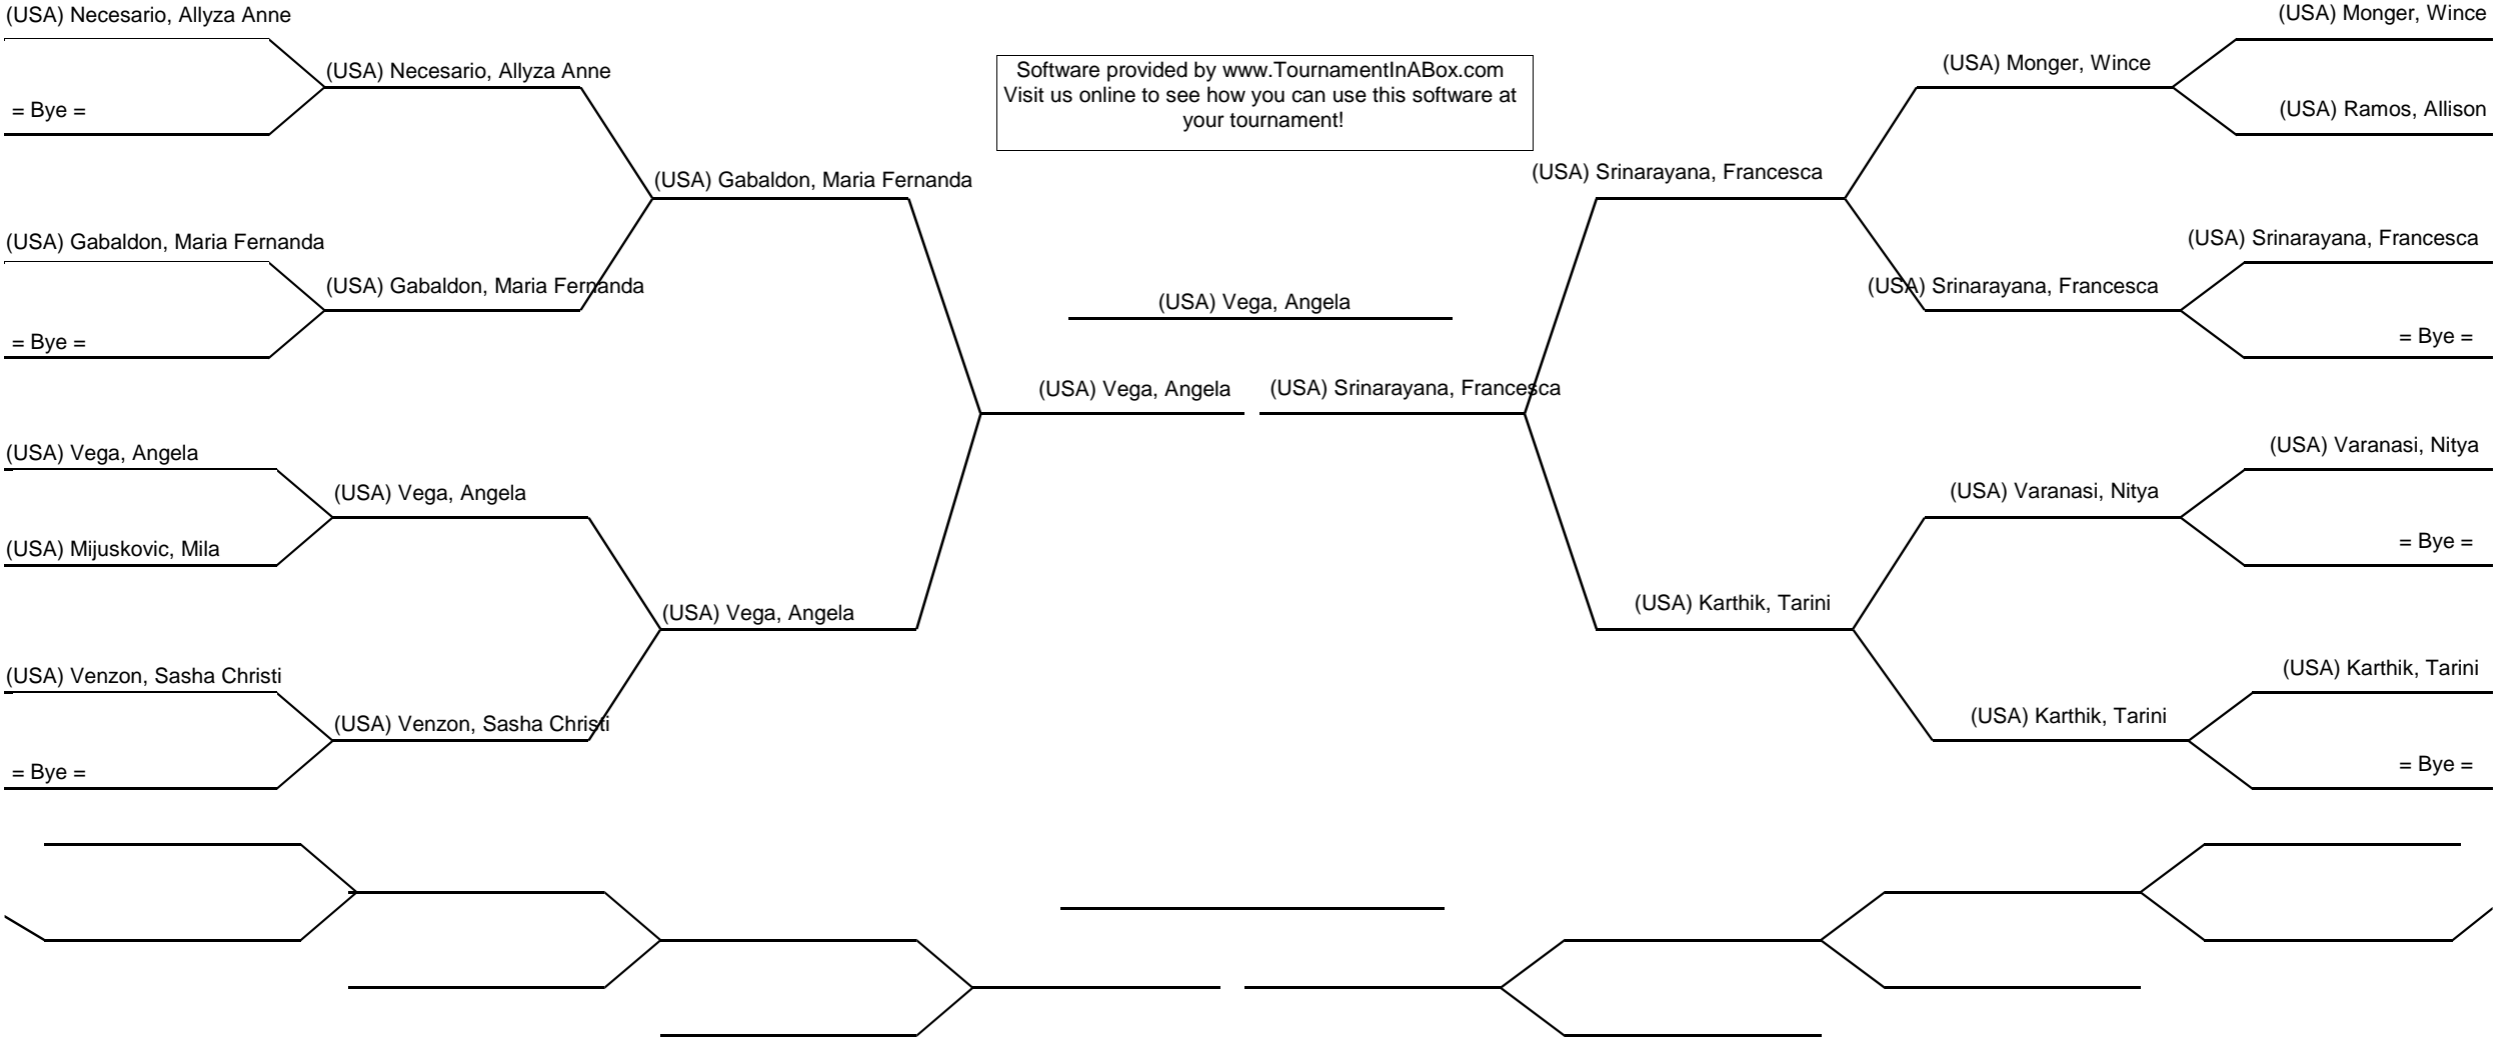 (USA) Necesario, Allyza Anne
= Bye =
(USA) Gabaldon, Maria Fernanda
= Bye =
(USA) Vega, Angela
(USA) Mijuskovic, Mila
(USA) Venzon, Sasha Christi
= Bye =
(USA) Necesario, Allyza Anne
(USA) Gabaldon, Maria Fernanda
(USA) Vega, Angela
(USA) Venzon, Sasha Christi
(USA) Gabaldon, Maria Fernanda
(USA) Vega, Angela
Software provided by www.TournamentInABox.com
Visit us online to see how you can use this software at
your tournament!
(USA) Vega, Angela
(USA) Vega, Angela
(USA) Srinarayana, Francesca
(USA) Srinarayana, Francesca
(USA) Karthik, Tarini
(USA) Monger, Wince
(USA) Srinarayana, Francesca
(USA) Varanasi, Nitya
(USA) Karthik, Tarini
(USA) Monger, Wince
(USA) Ramos, Allison
(USA) Srinarayana, Francesca
= Bye =
(USA) Varanasi, Nitya
= Bye =
(USA) Karthik, Tarini
= Bye =